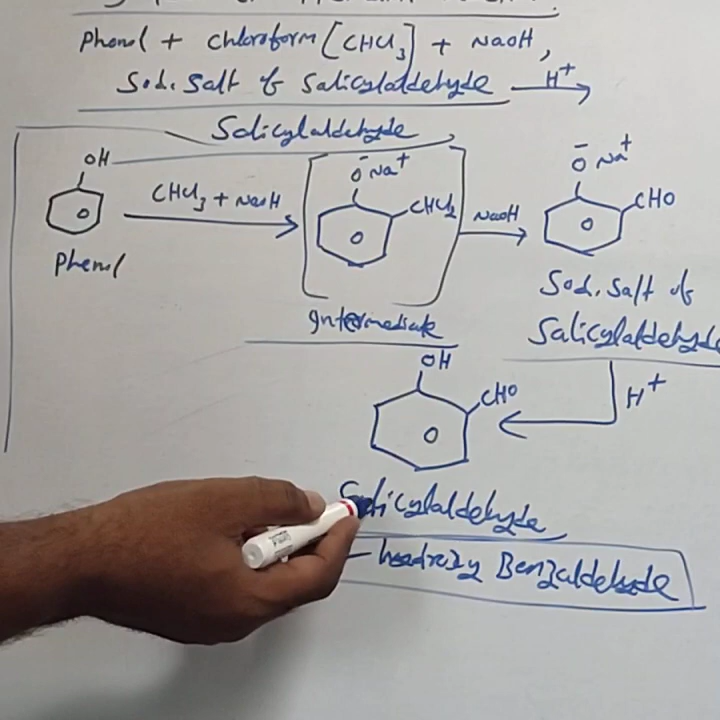 Phenol + chloroform [CHCl₃] + NaOH,
Sod. Salt of Salicylaldehyde H⁺
Salicylaldehyde
OH
CHCl₃ + NaOH
Phenol
O⁻Na⁺
CHCl₂
Intermediate
NaOH
O⁻ Na⁺
CHO
Sod. Salt of
Salicylaldehyde
H⁺
OH
CHO
Salicylaldehyde
- hydroxy Benzaldehyde